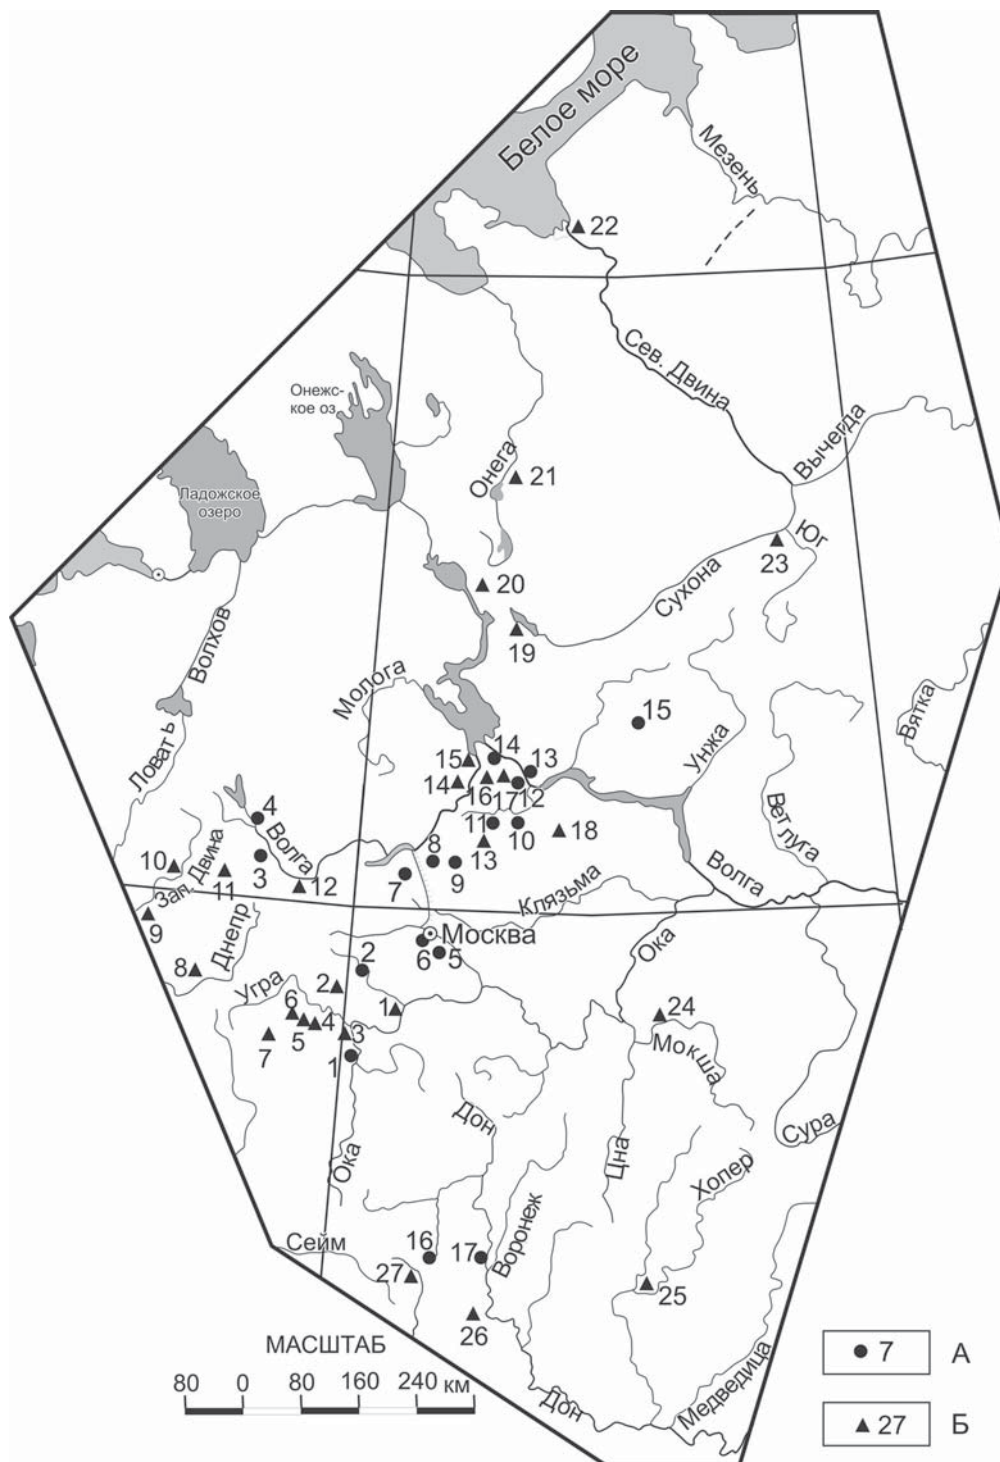 Белое море
Мезень
22
Сев. Двина
Онежс-
кое оз.
Вычегда
Онега
21
Ладожское
озеро
Юг
23
20
Сухона
Волхов
19
Молога
15
Вятка
Ловать
Унжа
14
13
15
14
16
17
12
Ветлуга
4
Волга
11
10
18
8
13
9
3
10
Зап. Двина
11
12
7
Волга
Клязьма
9
Днепр
Москва
6
5
Ока
8
2
Угра
2
1
24
6
5
4
3
7
1
Мокша
Дон
Сура
Цна
Ока
Хопер
Воронеж
Сейм
16
17
27
25
26
МАСШТАБ
80
0
80
160
240 км
7
А
Медведица
Дон
27
Б